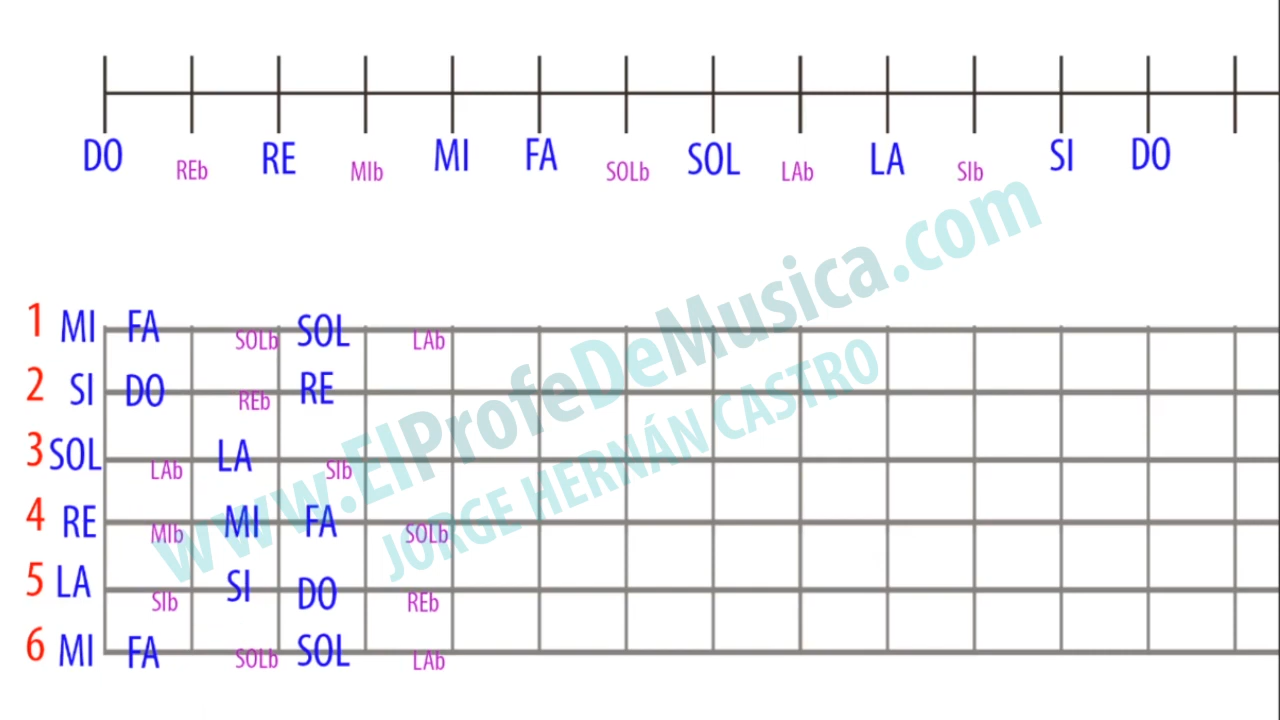 DO REb RE MIb MI FA SOLb SOL LAb LA SIb SI DO
1 MI FA SOLb SOL LAb
2 SI DO REb RE
3 SOL LAb LA SIb
4 RE MIb MI FA SOLb
5 LA SIb SI DO REb
6 MI FA SOLb SOL LAb
www.ElProfeDeMusica.com
JORGE HERNÁN CASTRO